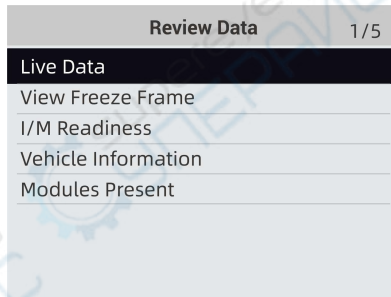 Review Data 1/5
Live Data
View Freeze Frame
I/M Readiness
Vehicle Information
Modules Present